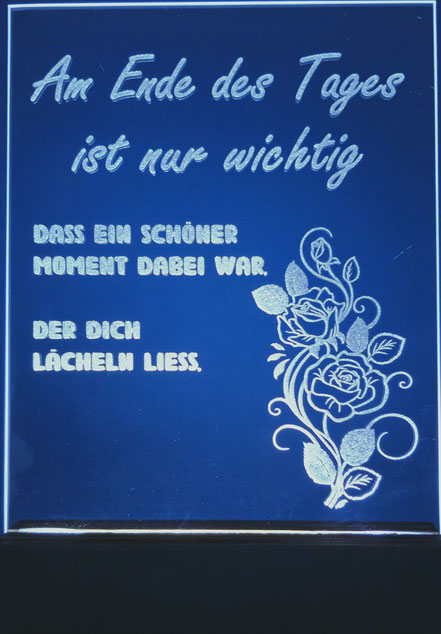 Am Ende des Tages
ist nur wichtig
DASS EIN SCHÖNER
MOMENT DABEI WAR,
DER DICH
LÄCHELN LIESS.